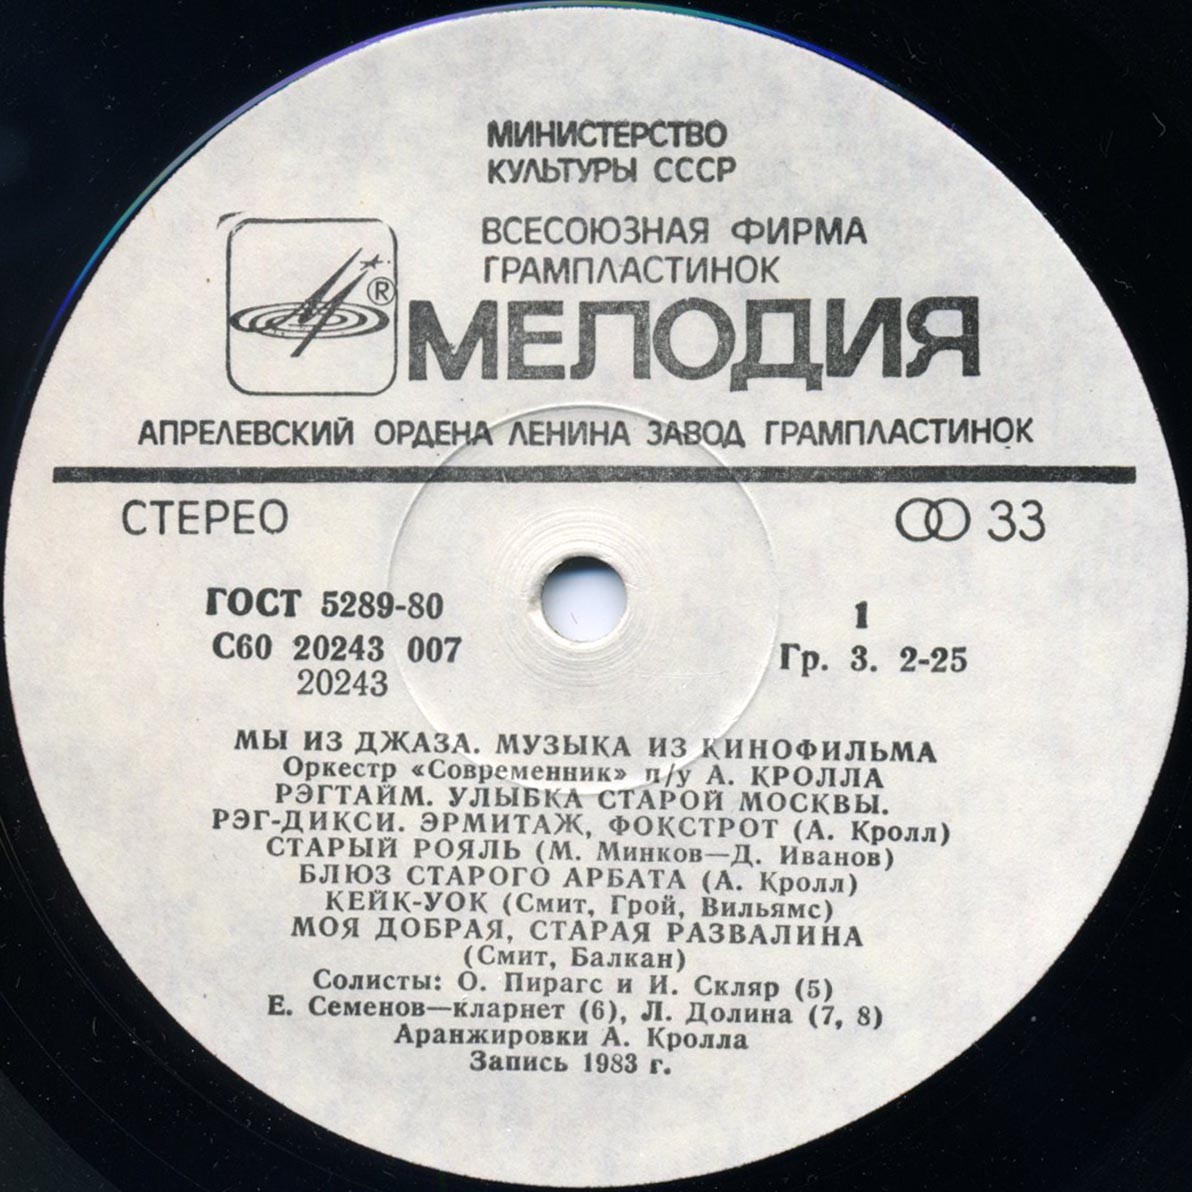 МИНИСТЕРСТВО
КУЛЬТУРЫ СССР
ВСЕСОЮЗНАЯ ФИРМА
ГРАМПЛАСТИНОК
®
МЕЛОДИЯ
АПРЕЛЕВСКИЙ ОРДЕНА ЛЕНИНА ЗАВОД ГРАМПЛАСТИНОК
СТЕРЕО
33
ГОСТ 5289-80
С60 20243 007
20243
1
Гр. 3. 2-25
МЫ ИЗ ДЖАЗА. МУЗЫКА ИЗ КИНОФИЛЬМА
Оркестр «Современник» п/у А. КРОЛЛА
РЭГТАЙМ. УЛЫБКА СТАРОЙ МОСКВЫ.
РЭГ-ДИКСИ. ЭРМИТАЖ, ФОКСТРОТ (А. Кролл)
СТАРЫЙ РОЯЛЬ (М. Минков—Д. Иванов)
БЛЮЗ СТАРОГО АРБАТА (А. Кролл)
КЕЙК-УОК (Смит, Грой, Вильямс)
МОЯ ДОБРАЯ, СТАРАЯ РАЗВАЛИНА
(Смит, Балкан)
Солисты: О. Пирагс и И. Скляр (5)
Е. Семенов—кларнет (6), Л. Долина (7, 8)
Аранжировки А. Кролла
Запись 1983 г.